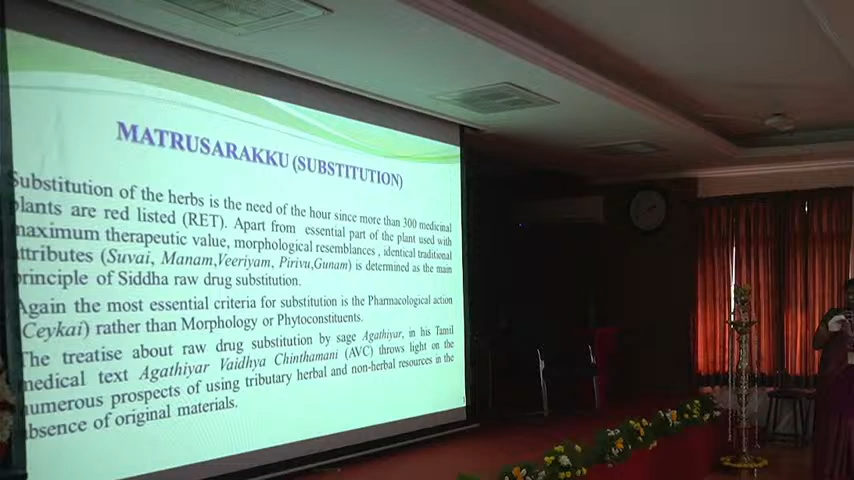 MATRUSARAKKU (SUBSTITUTION)
Substitution of the herbs is the need of the hour since more than 300 medicinal
plants are red listed (RET). Apart from essential part of the plant used with
maximum therapeutic value, morphological resemblances , identical traditional
attributes (Suvai, Manam,Veeriyam, Pirivu,Gunam) is determined as the main
principle of Siddha raw drug substitution.
Again the most essential criteria for substitution is the Pharmacological action
(Ceykai) rather than Morphology or Phytoconstituents.
The treatise about raw drug substitution by sage Agathiyar, in his Tamil
medical text Agathiyar Vaidhya Chinthamani (AVC) throws light on the
numerous prospects of using tributary herbal and non-herbal resources in the
absence of original materials.